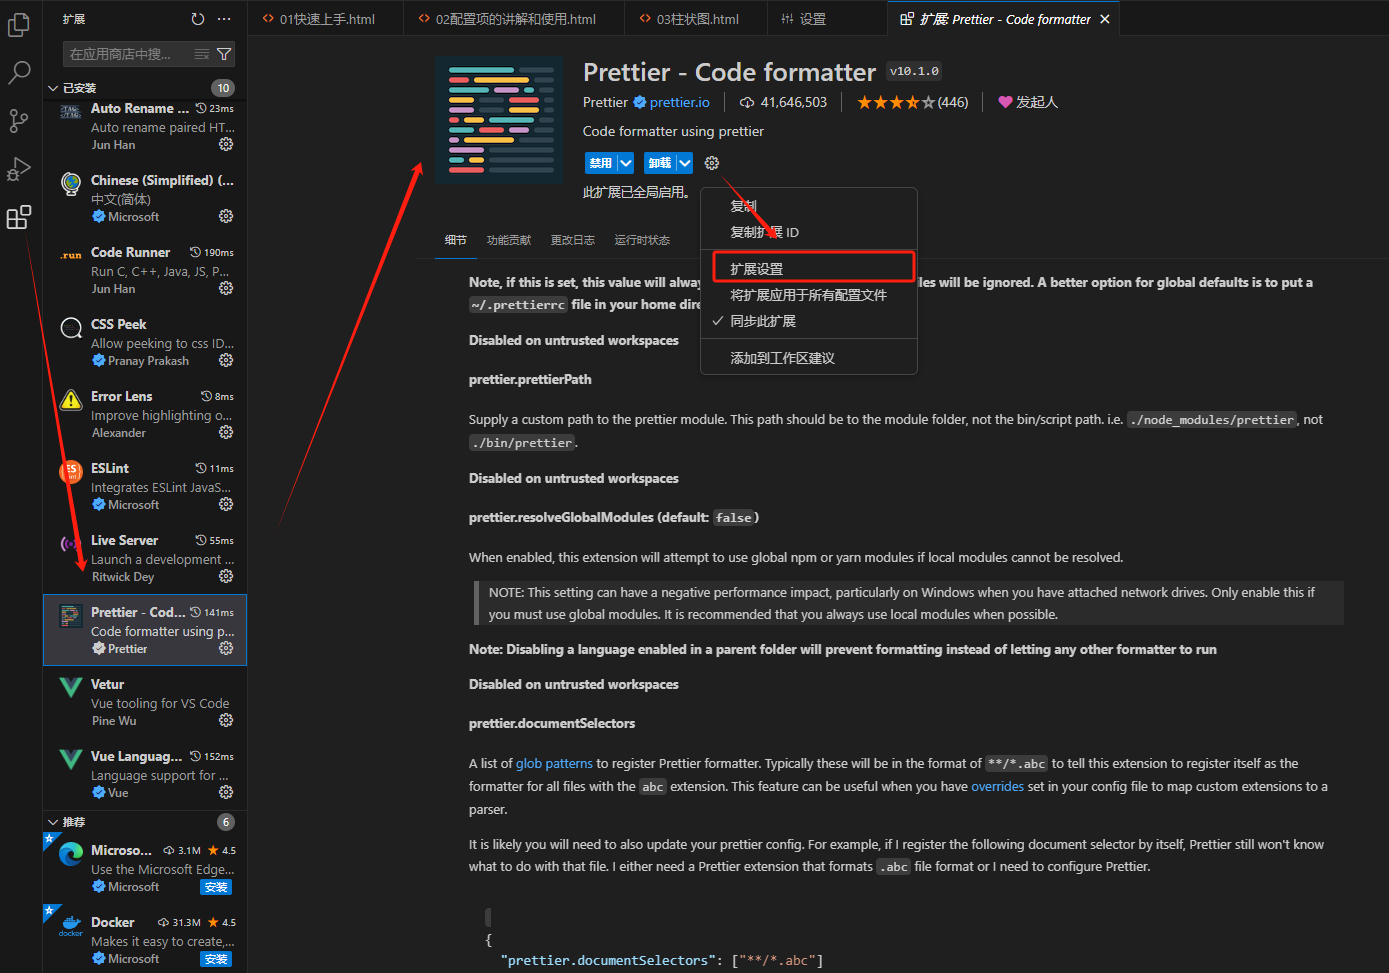 扩展
在应用商店中搜...
已安装
10
Auto Rename ...
23ms
Auto rename paired HT...
Jun Han
Chinese (Simplified) (...
中文(简体)
Microsoft
.run
Code Runner
190ms
Run C, C++, Java, JS, P...
Jun Han
CSS Peek
Allow peeking to css ID...
Pranay Prakash
Error Lens
8ms
Improve highlighting o...
Alexander
ESLint
11ms
Integrates ESLint JavaS...
Microsoft
Live Server
55ms
Launch a development ...
Ritwick Dey
Prettier - Cod...
141ms
Code formatter using p...
Prettier
Vetur
Vue tooling for VS Code
Pine Wu
Vue Languag...
152ms
Language support for ...
Vue
推荐
6
Microso...
3.1M
4.5
Use the Microsoft Edge...
Microsoft
安装
docker
Docker
31.3M
4.5
Makes it easy to create,...
Microsoft
安装
01快速上手.html
02配置项的讲解和使用.html
03柱状图.html
设置
扩展: Prettier - Code formatter
Prettier - Code formatter
v10.1.0
Prettier
prettier.io
41,646,503
(446)
发起人
Code formatter using prettier
禁用
卸载
此扩展已全局启用。
复制
复制扩展 ID
扩展设置
将扩展应用于所有配置文件
同步此扩展
添加到工作区建议
细节
功能贡献
更改日志
运行时状态
Note, if this is set, this value will alway
les will be ignored. A better option for global defaults is to put a
~/.prettierrc file in your home dire
Disabled on untrusted workspaces
prettier.prettierPath
Supply a custom path to the prettier module. This path should be to the module folder, not the bin/script path. i.e. ./node_modules/prettier, not
./bin/prettier.
Disabled on untrusted workspaces
prettier.resolveGlobalModules (default: false)
When enabled, this extension will attempt to use global npm or yarn modules if local modules cannot be resolved.
NOTE: This setting can have a negative performance impact, particularly on Windows when you have attached network drives. Only enable this if
you must use global modules. It is recommended that you always use local modules when possible.
Note: Disabling a language enabled in a parent folder will prevent formatting instead of letting any other formatter to run
Disabled on untrusted workspaces
prettier.documentSelectors
A list of glob patterns to register Prettier formatter. Typically these will be in the format of **/*.abc to tell this extension to register itself as the
formatter for all files with the abc extension. This feature can be useful when you have overrides set in your config file to map custom extensions to a
parser.
It is likely you will need to also update your prettier config. For example, if I register the following document selector by itself, Prettier still won't know
what to do with that file. I either need a Prettier extension that formats .abc file format or I need to configure Prettier.
{
"prettier.documentSelectors": ["**/*.abc"]